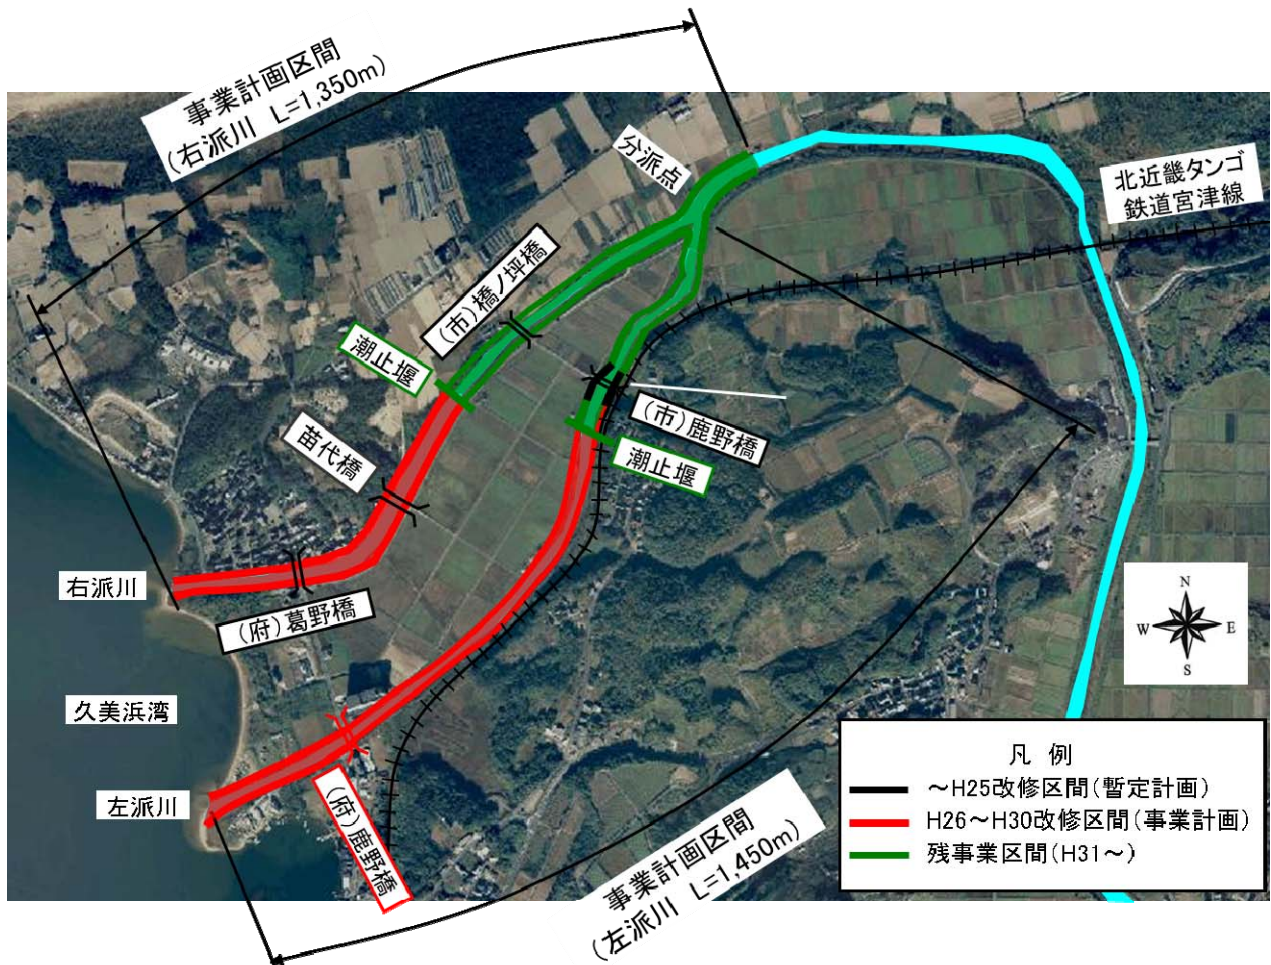 事業計画区間
(右派川 L=1,350m)
分派点
北近畿タンゴ
鉄道宮津線
(市)橋ノ坪橋
潮止堰
(市)鹿野橋
苗代橋
潮止堰
右派川
(府)葛野橋
N
W
E
S
久美浜湾
左派川
(府)鹿野橋
事業計画区間
(左派川 L=1,450m)
凡 例
～H25改修区間(暫定計画)
H26～H30改修区間(事業計画)
残事業区間(H31～)